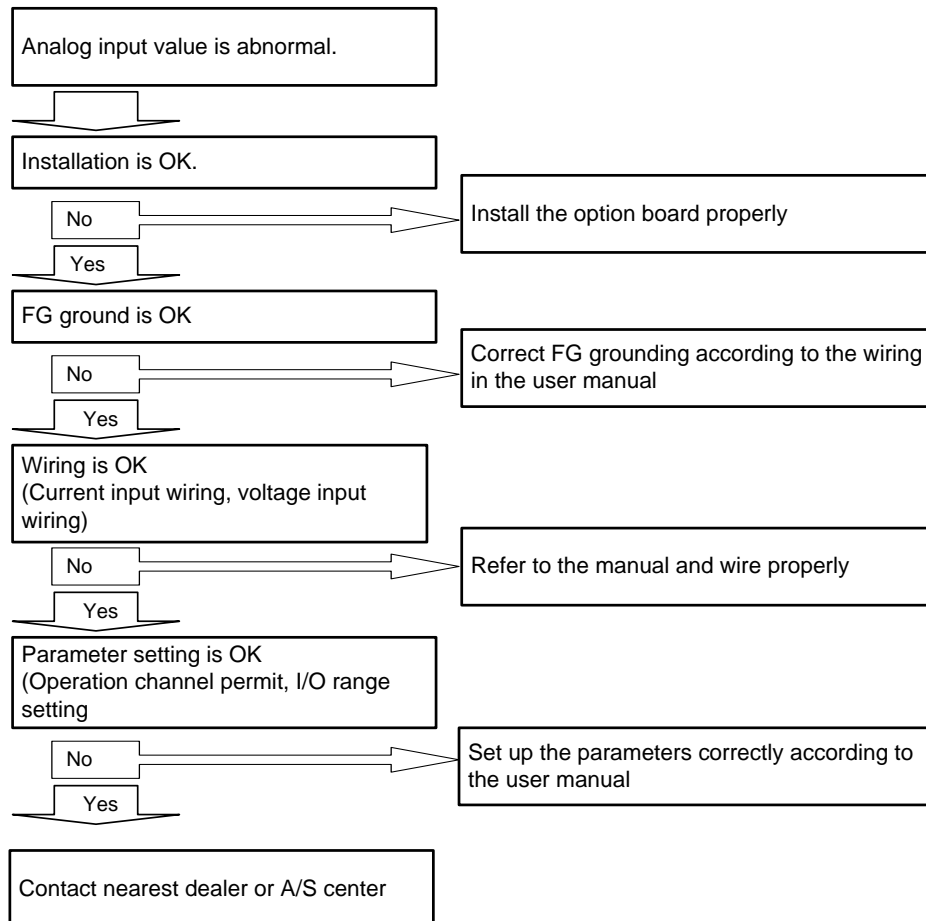 Analog input value is abnormal.
Installation is OK.
No
Install the option board properly
Yes
FG ground is OK
No
Correct FG grounding according to the wiring
in the user manual
Yes
Wiring is OK
(Current input wiring, voltage input
wiring)
No
Refer to the manual and wire properly
Yes
Parameter setting is OK
(Operation channel permit, I/O range
setting
No
Set up the parameters correctly according to
the user manual
Yes
Contact nearest dealer or A/S center